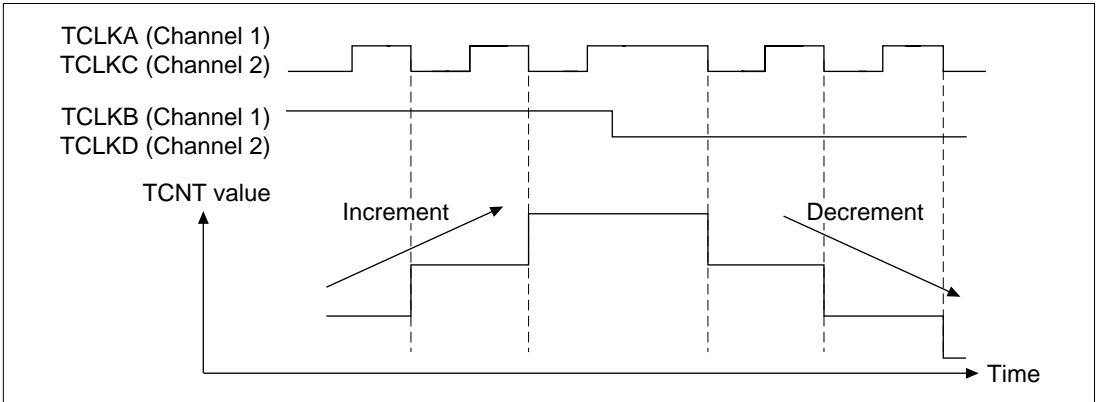 TCLKA (Channel 1)
TCLKC (Channel 2)
TCLKB (Channel 1)
TCLKD (Channel 2)
TCNT value
Increment
Decrement
Time